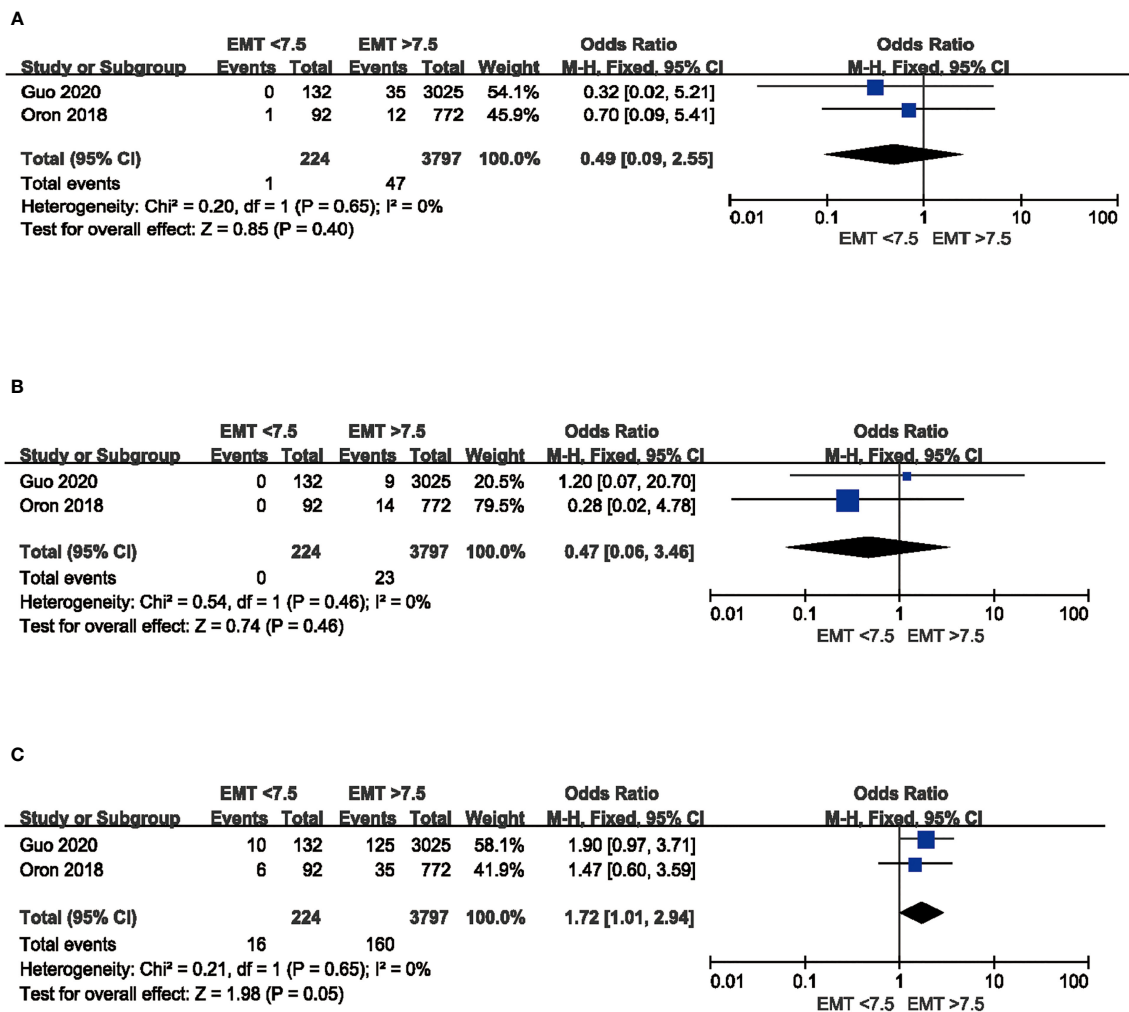 A
EMT <7.5 EMT >7.5 Odds Ratio Odds Ratio
Study or Subgroup Events Total Events Total Weight M-H, Fixed, 95% CI M-H, Fixed, 95% CI
Guo 2020 0 132 35 3025 54.1% 0.32 [0.02, 5.21]
Oron 2018 1 92 12 772 45.9% 0.70 [0.09, 5.41]
Total (95% CI) 224 3797 100.0% 0.49 [0.09, 2.55]
Total events 1 47
Heterogeneity: Chi² = 0.20, df = 1 (P = 0.65); I² = 0%
Test for overall effect: Z = 0.85 (P = 0.40)
0.01 0.1 1 10 100
EMT <7.5 EMT >7.5
B
EMT <7.5 EMT >7.5 Odds Ratio Odds Ratio
Study or Subgroup Events Total Events Total Weight M-H, Fixed, 95% CI M-H, Fixed, 95% CI
Guo 2020 0 132 9 3025 20.5% 1.20 [0.07, 20.70]
Oron 2018 0 92 14 772 79.5% 0.28 [0.02, 4.78]
Total (95% CI) 224 3797 100.0% 0.47 [0.06, 3.46]
Total events 0 23
Heterogeneity: Chi² = 0.54, df = 1 (P = 0.46); I² = 0%
Test for overall effect: Z = 0.74 (P = 0.46)
0.01 0.1 1 10 100
EMT <7.5 EMT >7.5
C
EMT <7.5 EMT >7.5 Odds Ratio Odds Ratio
Study or Subgroup Events Total Events Total Weight M-H, Fixed, 95% CI M-H, Fixed, 95% CI
Guo 2020 10 132 125 3025 58.1% 1.90 [0.97, 3.71]
Oron 2018 6 92 35 772 41.9% 1.47 [0.60, 3.59]
Total (95% CI) 224 3797 100.0% 1.72 [1.01, 2.94]
Total events 16 160
Heterogeneity: Chi² = 0.21, df = 1 (P = 0.65); I² = 0%
Test for overall effect: Z = 1.98 (P = 0.05)
0.01 0.1 1 10 100
EMT <7.5 EMT >7.5